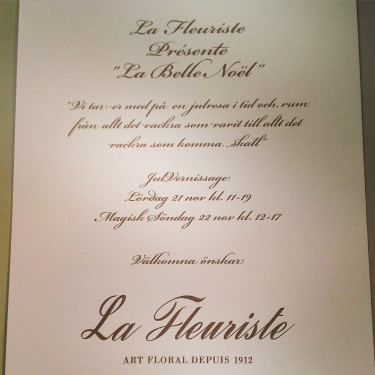 La Fleuriste
Présente
"La Belle Noël"
"Vi tar er med på en julresa i tid och rum
från allt det vackra som varit till allt det
vackra som komma skall"
JulVernissage
Lördag 21 nov kl. 11-19
Magisk Söndag 22 nov kl. 12-17
Välkomna önskar
La Fleuriste
ART FLORAL DEPUIS 1912